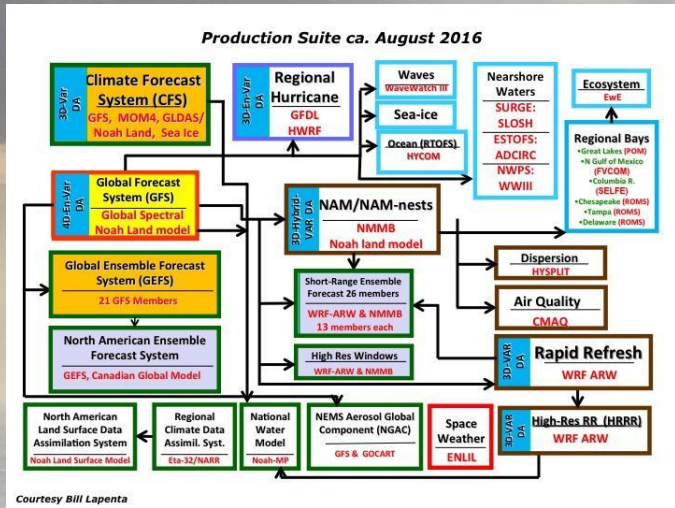 Production Suite ca. August 2016
3D-Var
DA
Climate Forecast
System (CFS)
GFS, MOM4, GLDAS/
Noah Land, Sea Ice
3D-En-Var
DA
Regional
Hurricane
GFDL
HWRF
Waves
WaveWatch III
Sea-ice
Ocean (RTOFS)
HYCOM
Nearshore
Waters
SURGE:
SLOSH
ESTOFS:
ADCIRC
NWPS:
WWIII
Ecosystem
EwE
Regional Bays
•Great Lakes (POM)
•N Gulf of Mexico
(FVCOM)
•Columbia R.
(SELFE)
•Chesapeake (ROMS)
•Tampa (ROMS)
•Delaware (ROMS)
4D-En-Var
DA
Global Forecast
System (GFS)
Global Spectral
Noah Land model
3D-Hybrid-
VAR DA
NAM/NAM-nests
NMMB
Noah land model
Global Ensemble Forecast
System (GEFS)
21 GFS Members
Short-Range Ensemble
Forecast 26 members
WRF-ARW & NMMB
13 members each
Dispersion
HYSPLIT
Air Quality
CMAQ
North American Ensemble
Forecast System
GEFS, Canadian Global Model
High Res Windows
WRF-ARW & NMMB
3D-VAR
DA
Rapid Refresh
WRF ARW
North American
Land Surface Data
Assimilation System
Noah Land Surface Model
Regional
Climate Data
Assimil. Syst.
Eta-32/NARR
National
Water
Model
Noah-MP
NEMS Aerosol Global
Component (NGAC)
GFS & GOCART
Space
Weather
ENLIL
3D-VAR
DA
High-Res RR (HRRR)
WRF ARW
Courtesy Bill Lapenta